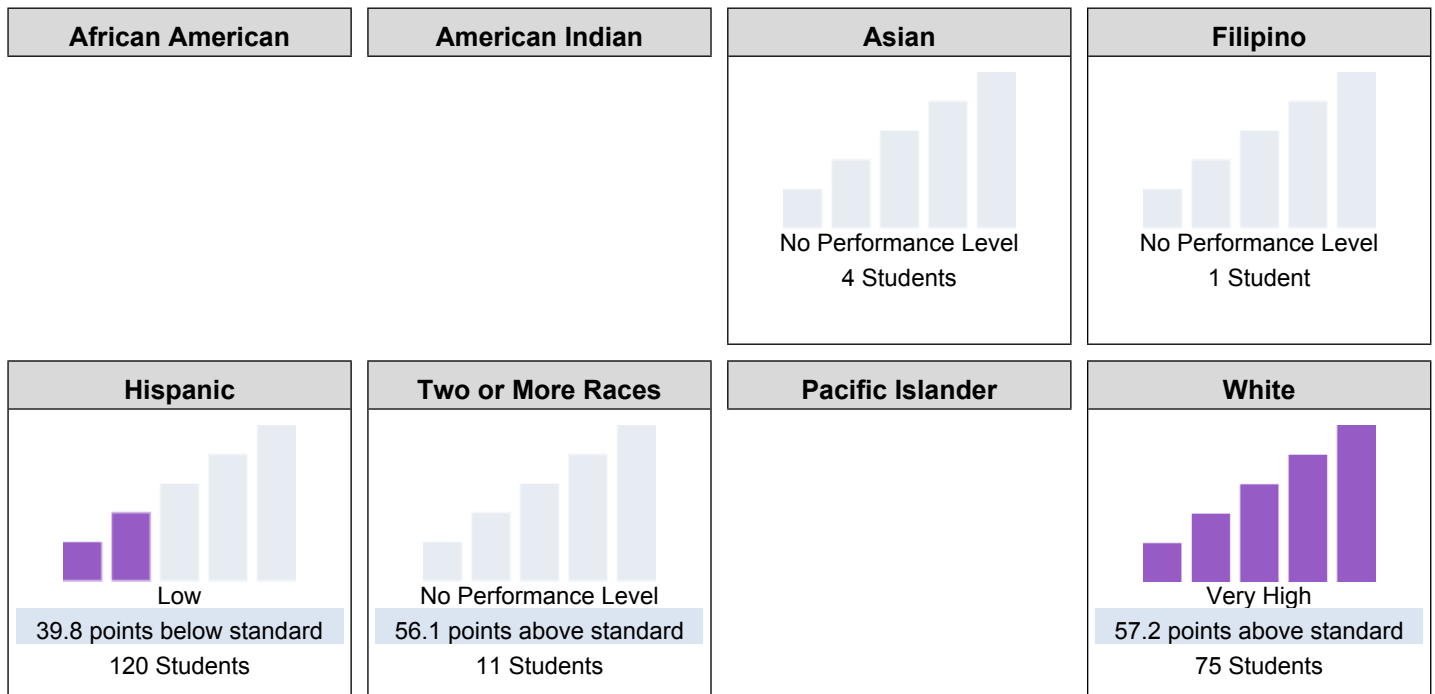 African American
American Indian
Asian
No Performance Level
4 Students
Filipino
No Performance Level
1 Student
Hispanic
Low
39.8 points below standard
120 Students
Two or More Races
No Performance Level
56.1 points above standard
11 Students
Pacific Islander
White
Very High
57.2 points above standard
75 Students